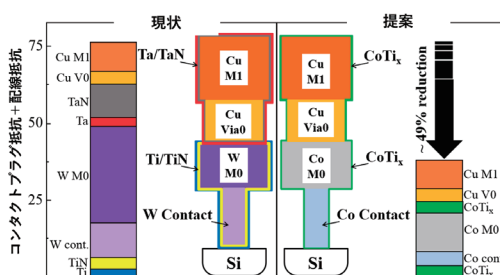 現状
提案
コンタクトプラグ抵抗+配線抵抗
75
50
25
Cu M1
Cu V0
TaN
Ta
W M0
W cont.
TiN
Ti
Ta/TaN
Cu
M1
Cu
Via0
Ti/TiN
W
M0
W Contact
Si
Cu
M1
CoTiₓ
Cu
Via0
Co
M0
CoTiₓ
Co Contact
Si
~49% reduction
Cu M1
Cu V0
CoTiₓ
Co M0
Co cont
CoTiₓ